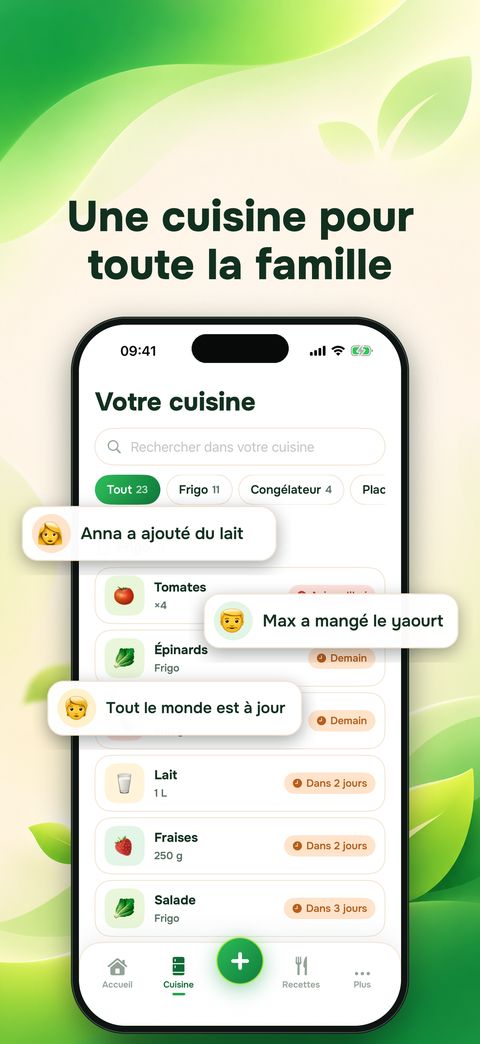 Une cuisine pour
toute la famille
09:41
Votre cuisine
Rechercher dans votre cuisine
Tout 23
Frigo 11
Congélateur 4
Plac
Anna a ajouté du lait
Tomates
×4
Max a mangé le yaourt
Épinards
Frigo
Demain
Tout le monde est à jour
Demain
Lait
1 L
Dans 2 jours
Fraises
250 g
Dans 2 jours
Salade
Frigo
Dans 3 jours
Accueil
Cuisine
Recettes
Plus